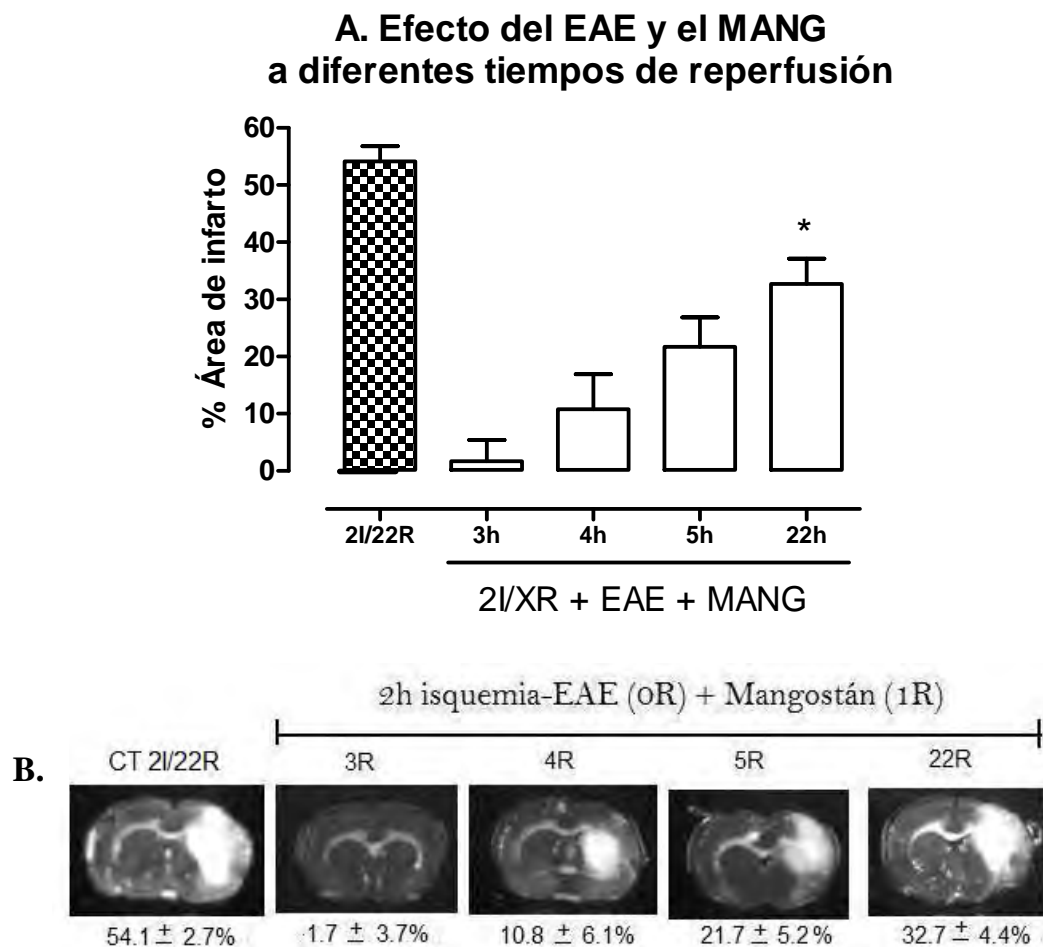 A. Efecto del EAE y el MANG
a diferentes tiempos de reperfusión
% Área de infarto
60
50
40
30
20
10
0
*
2I/22R 3h 4h 5h 22h
2I/XR + EAE + MANG
2h isquemia-EAE (0R) + Mangostán (1R)
B.
CT 2I/22R 3R 4R 5R 22R
54.1 ± 2.7% 1.7 ± 3.7% 10.8 ± 6.1% 21.7 ± 5.2% 32.7 ± 4.4%